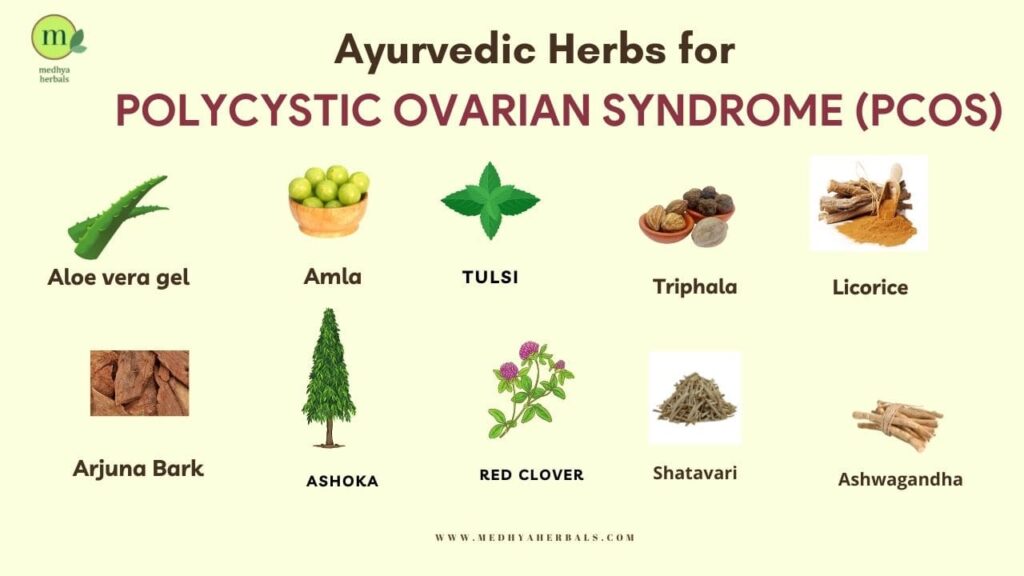 m
medhya
herbals
Ayurvedic Herbs for
POLYCYSTIC OVARIAN SYNDROME (PCOS)
Aloe vera gel
Amla
TULSI
Triphala
Licorice
Arjuna Bark
ASHOKA
RED CLOVER
Shatavari
Ashwagandha
WWW.MEDHYAHERBALS.COM